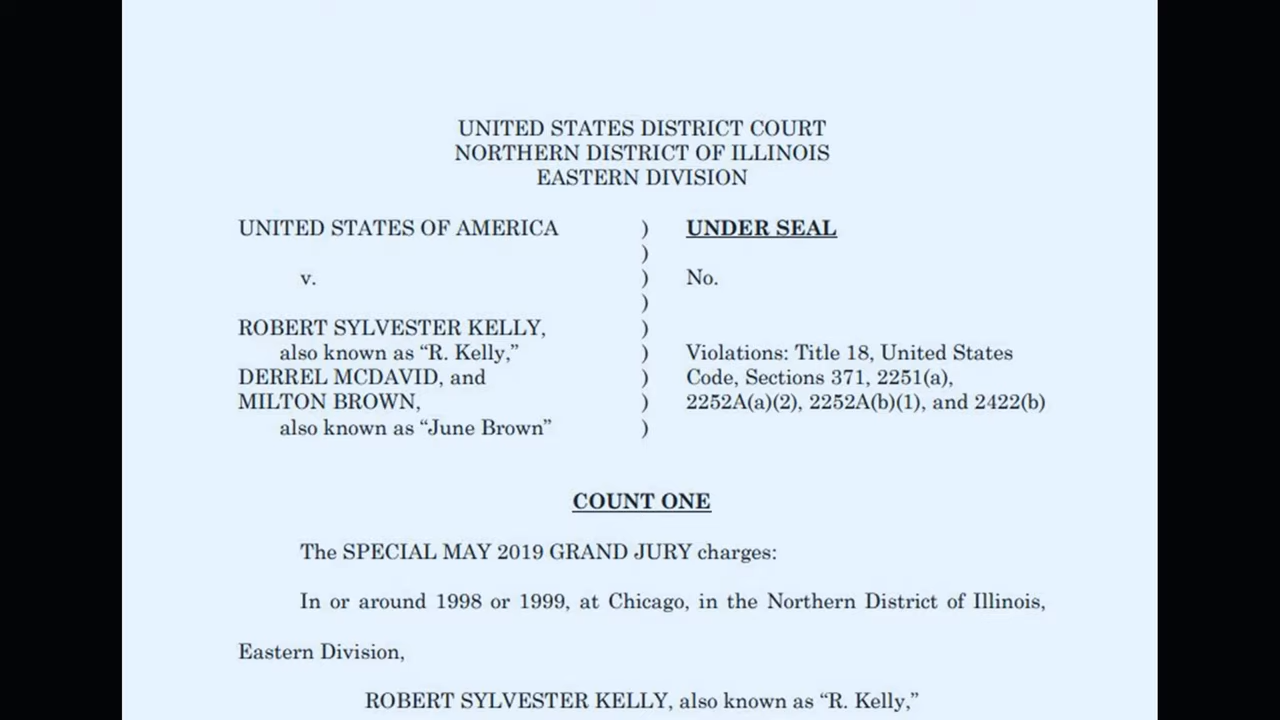 UNITED STATES DISTRICT COURT
NORTHERN DISTRICT OF ILLINOIS
EASTERN DIVISION
UNITED STATES OF AMERICA ) UNDER SEAL
)
v. ) No.
)
ROBERT SYLVESTER KELLY, )
also known as “R. Kelly,” ) Violations: Title 18, United States
DERREL MCDAVID, and ) Code, Sections 371, 2251(a),
MILTON BROWN, ) 2252A(a)(2), 2252A(b)(1), and 2422(b)
also known as “June Brown” )
COUNT ONE
The SPECIAL MAY 2019 GRAND JURY charges:
In or around 1998 or 1999, at Chicago, in the Northern District of Illinois,
Eastern Division,
ROBERT SYLVESTER KELLY, also known as “R. Kelly,”